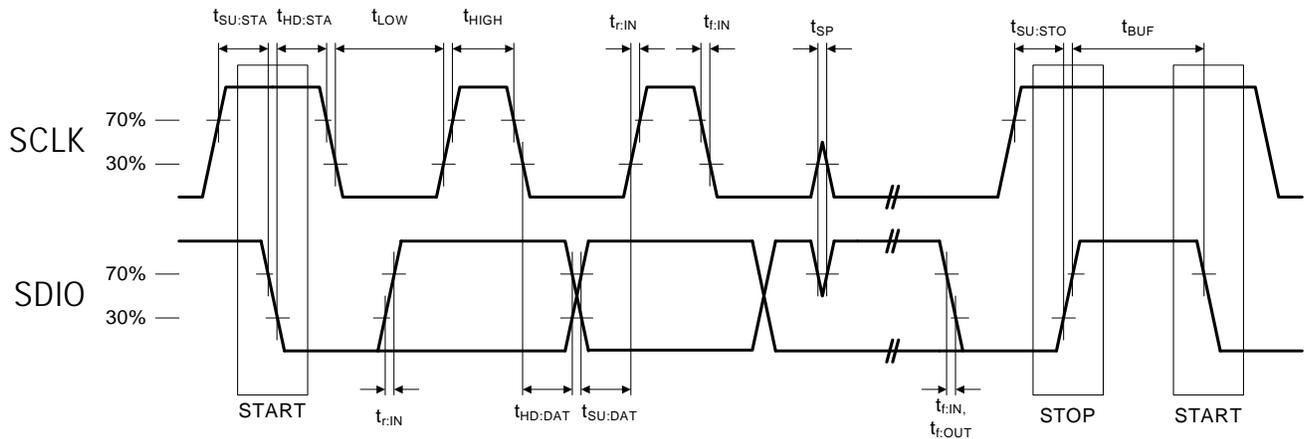 tSU:STA tHD:STA tLOW tHIGH tr:IN tf:IN tSP tSU:STO tBUF
SCLK
70%
30%
SDIO
70%
30%
START
tr:IN
tHD:DAT tSU:DAT
tf:IN,
tf:OUT
STOP
START